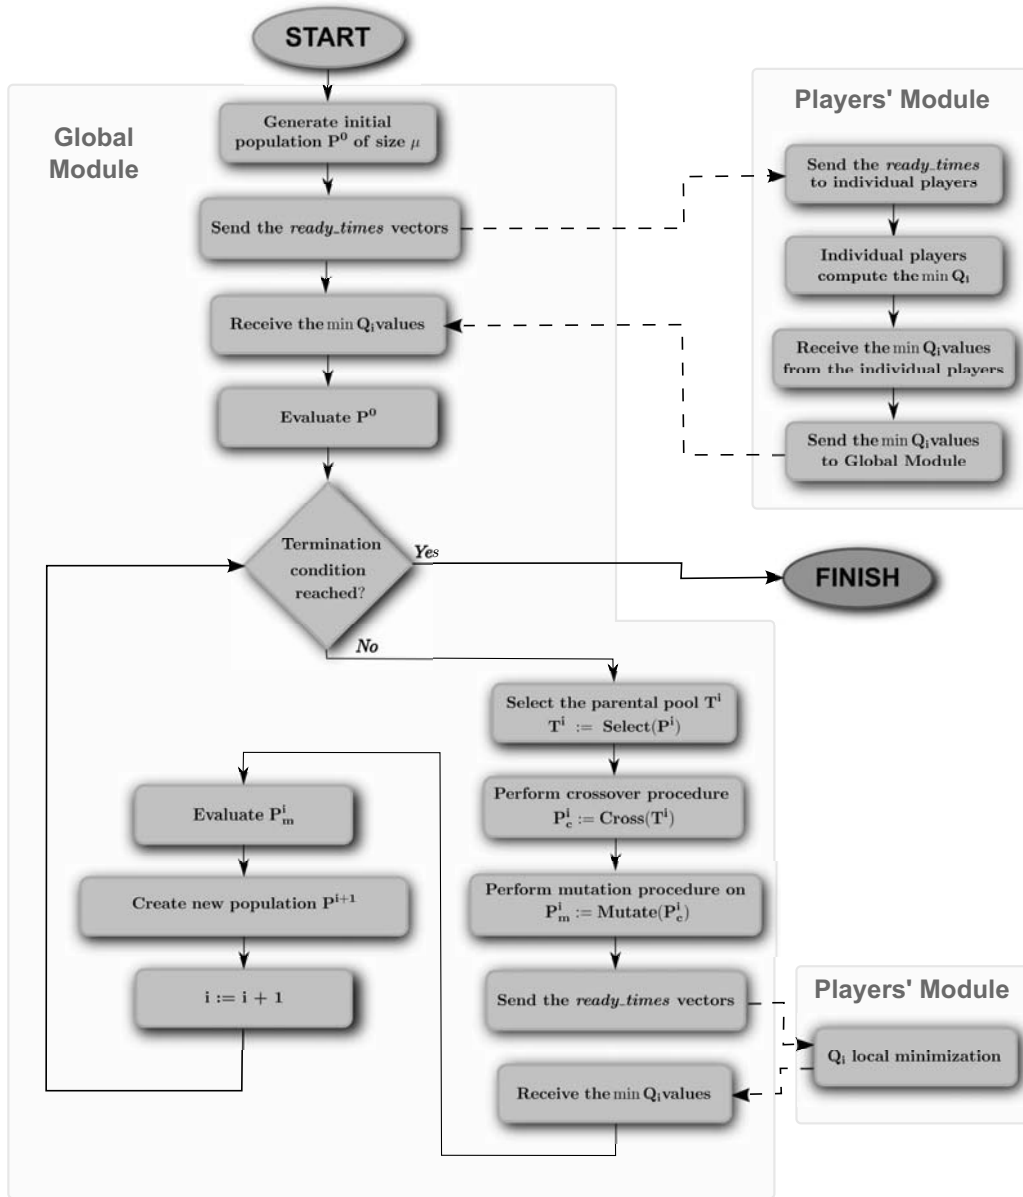 START
Global
Module
Generate initial
population P⁰ of size μ
Send the ready_times vectors
Receive the min Qᵢ values
Evaluate P⁰
Players' Module
Send the ready_times
to individual players
Individual players
compute the min Qᵢ
Receive the min Qᵢ values
from the individual players
Send the min Qᵢ values
to Global Module
Termination
condition
reached?
Yes
FINISH
No
Select the parental pool Tⁱ
Tⁱ := Select(Pⁱ)
Perform crossover procedure
P_c^i := Cross(Tⁱ)
Perform mutation procedure on
P_m^i := Mutate(P_c^i)
Send the ready_times vectors
Receive the min Qᵢ values
Players' Module
Qᵢ local minimization
Evaluate P_m^i
Create new population Pⁱ⁺¹
i := i + 1